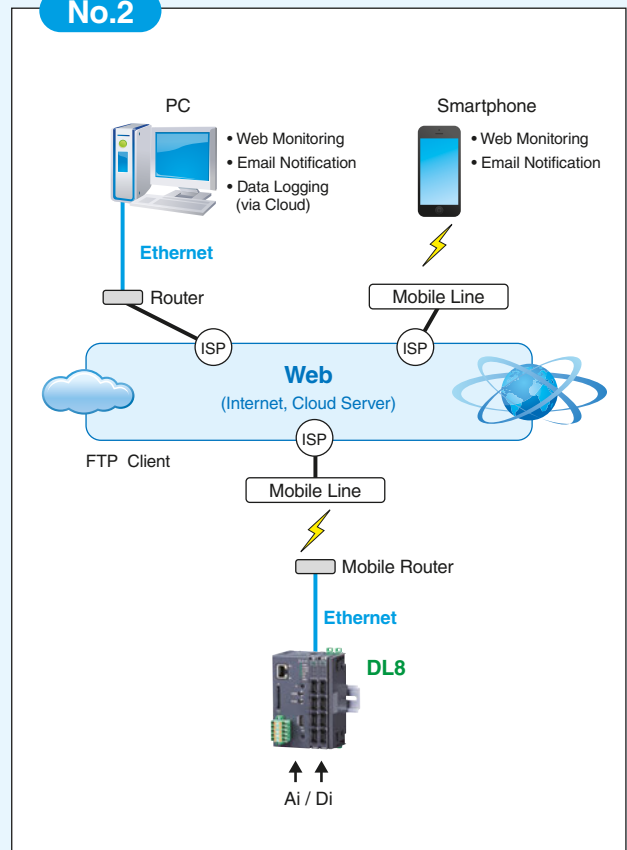 No.2
PC
• Web Monitoring
• Email Notification
• Data Logging
(via Cloud)
Smartphone
• Web Monitoring
• Email Notification
Ethernet
Router
Mobile Line
ISP
ISP
Web
(Internet, Cloud Server)
ISP
FTP Client
Mobile Line
Mobile Router
Ethernet
DL8
Ai / Di